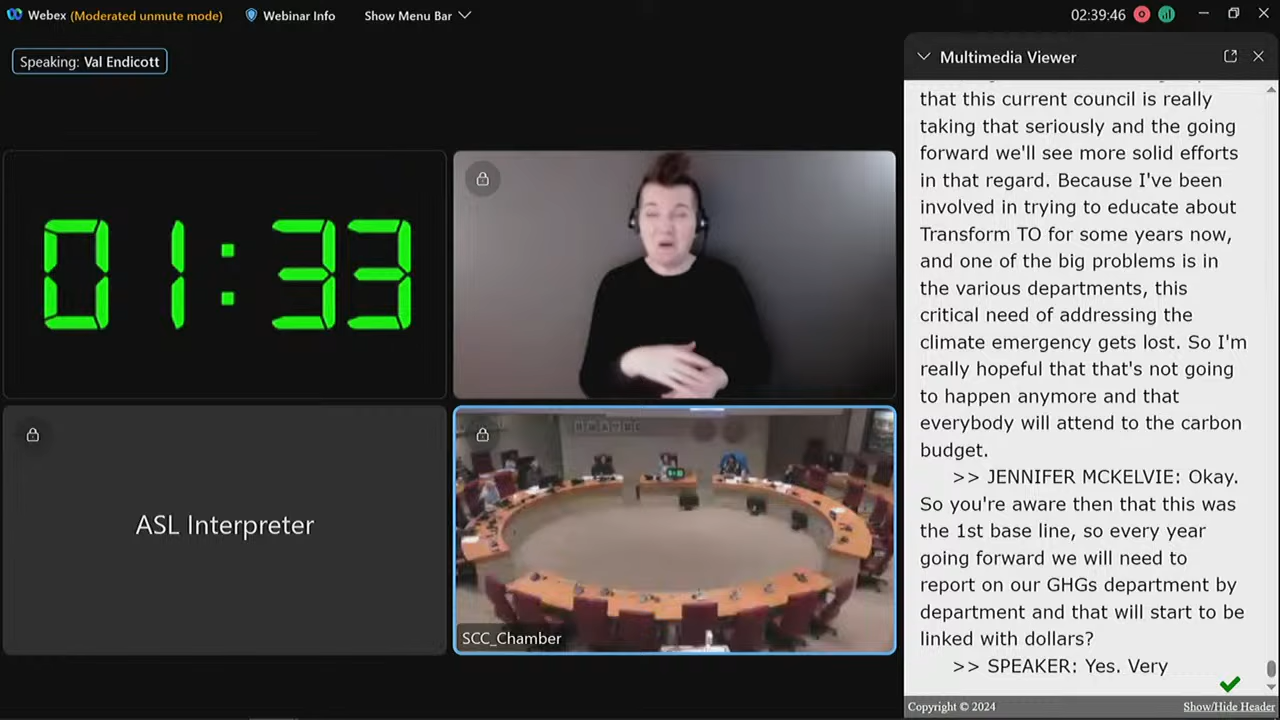 Webex (Moderated unmute mode) Webinar Info Show Menu Bar 02:39:46
Speaking: Val Endicott
Multimedia Viewer
01:33
ASL Interpreter
SCC_Chamber
that this current council is really
taking that seriously and the going
forward we'll see more solid efforts
in that regard. Because I've been
involved in trying to educate about
Transform TO for some years now,
and one of the big problems is in
the various departments, this
critical need of addressing the
climate emergency gets lost. So I'm
really hopeful that that's not going
to happen anymore and that
everybody will attend to the carbon
budget.
>> JENNIFER MCKELVIE: Okay.
So you're aware then that this was
the 1st base line, so every year
going forward we will need to
report on our GHGs department by
department and that will start to be
linked with dollars?
>> SPEAKER: Yes. Very
Copyright © 2024 Show/Hide Header